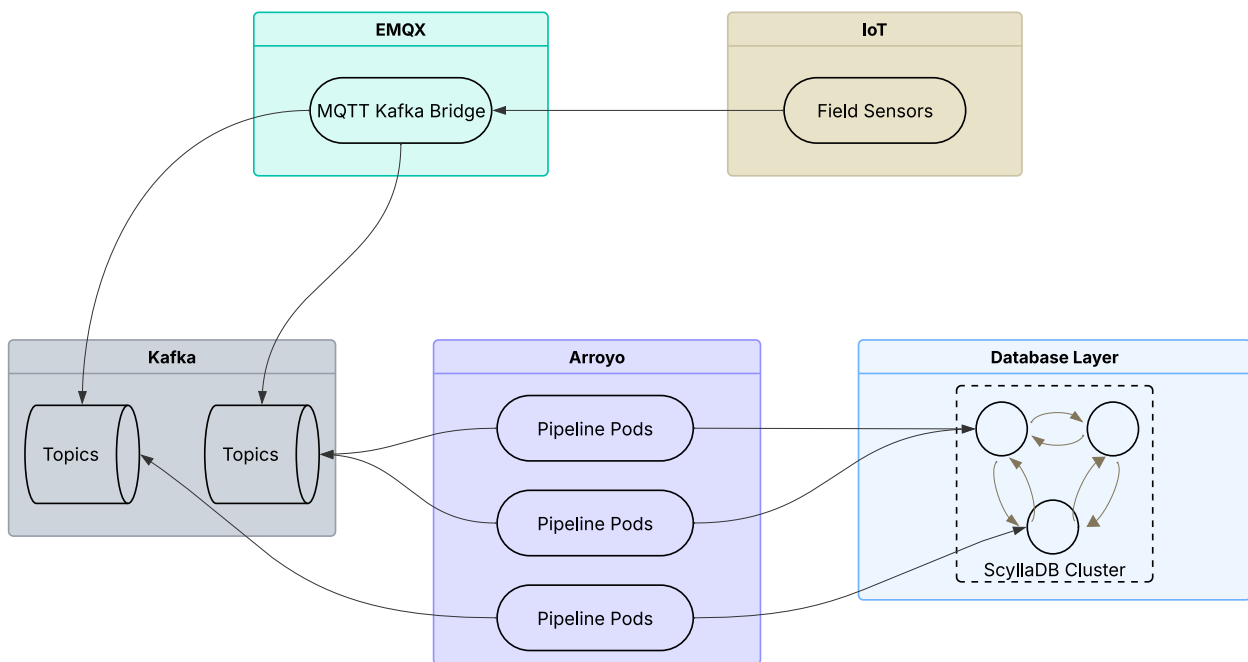 EMQX
IoT
MQTT Kafka Bridge
Field Sensors
Kafka
Arroyo
Database Layer
Topics
Topics
Pipeline Pods
Pipeline Pods
Pipeline Pods
ScyllaDB Cluster